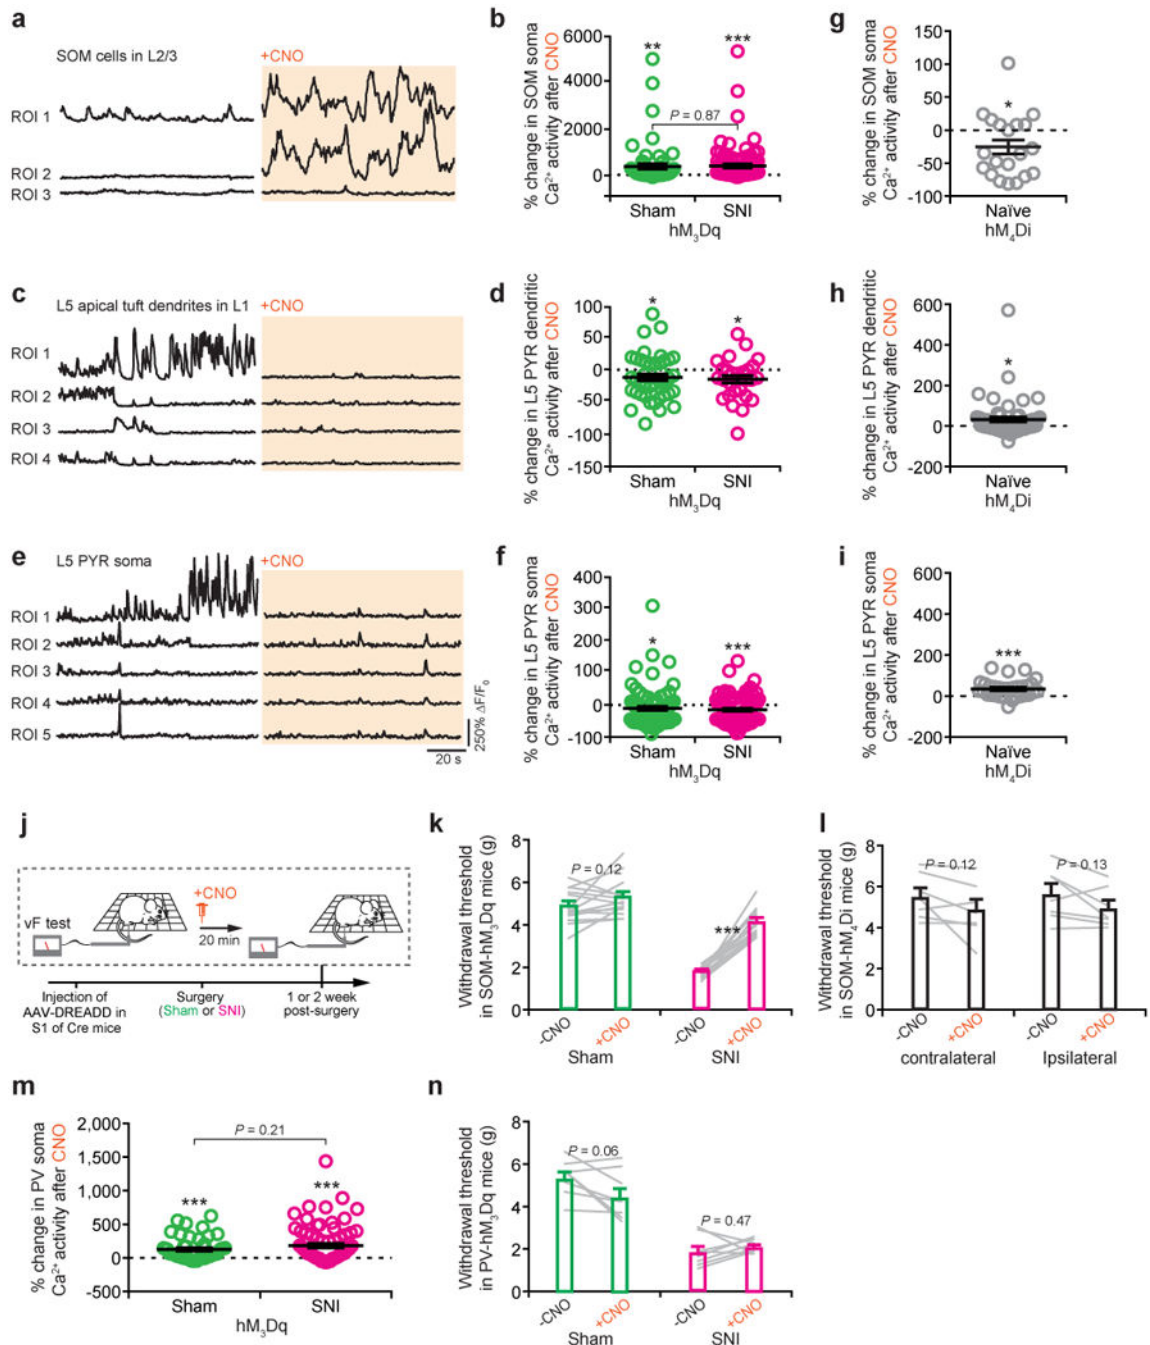 a
SOM cells in L2/3
+CNO
ROI 1
ROI 2
ROI 3
b
% change in SOM soma
Ca²⁺ activity after CNO
6000
4000
2000
0
**
***
P = 0.87
Sham
SNI
hM₃Dq
g
% change in SOM soma
Ca²⁺ activity after CNO
150
100
50
0
-50
-100
*
Naïve
hM₄Di
c
L5 apical tuft dendrites in L1
+CNO
ROI 1
ROI 2
ROI 3
ROI 4
d
% change in L5 PYR dendritic
Ca²⁺ activity after CNO
100
50
0
-50
-100
-150
*
*
Sham
SNI
hM₃Dq
h
% change in L5 PYR dendritic
Ca²⁺ activity after CNO
600
400
200
0
-200
*
Naïve
hM₄Di
e
L5 PYR soma
+CNO
ROI 1
ROI 2
ROI 3
ROI 4
ROI 5
250% ΔF/F₀
20 s
f
% change in L5 PYR soma
Ca²⁺ activity after CNO
400
300
200
100
0
-100
*
***
Sham
SNI
hM₃Dq
i
% change in L5 PYR soma
Ca²⁺ activity after CNO
600
400
200
0
-200
***
Naïve
hM₄Di
j
vF test
+CNO
20 min
Injection of
AAV-DREADD in
S1 of Cre mice
Surgery
(Sham or SNI)
1 or 2 week
post-surgery
k
Withdrawal threshold
in SOM-hM₃Dq mice (g)
8
6
4
2
0
P = 0.12
***
-CNO
+CNO
-CNO
+CNO
Sham
SNI
l
Withdrawal threshold
in SOM-hM₄Di mice (g)
8
6
4
2
0
P = 0.12
P = 0.13
-CNO
+CNO
-CNO
+CNO
contralateral
Ipsilateral
m
% change in PV soma
Ca²⁺ activity after CNO
2,000
1,500
1,000
500
0
-500
P = 0.21
***
***
Sham
SNI
hM₃Dq
n
Withdrawal threshold
in PV-hM₃Dq mice (g)
8
6
4
2
0
P = 0.06
P = 0.47
-CNO
+CNO
-CNO
+CNO
Sham
SNI